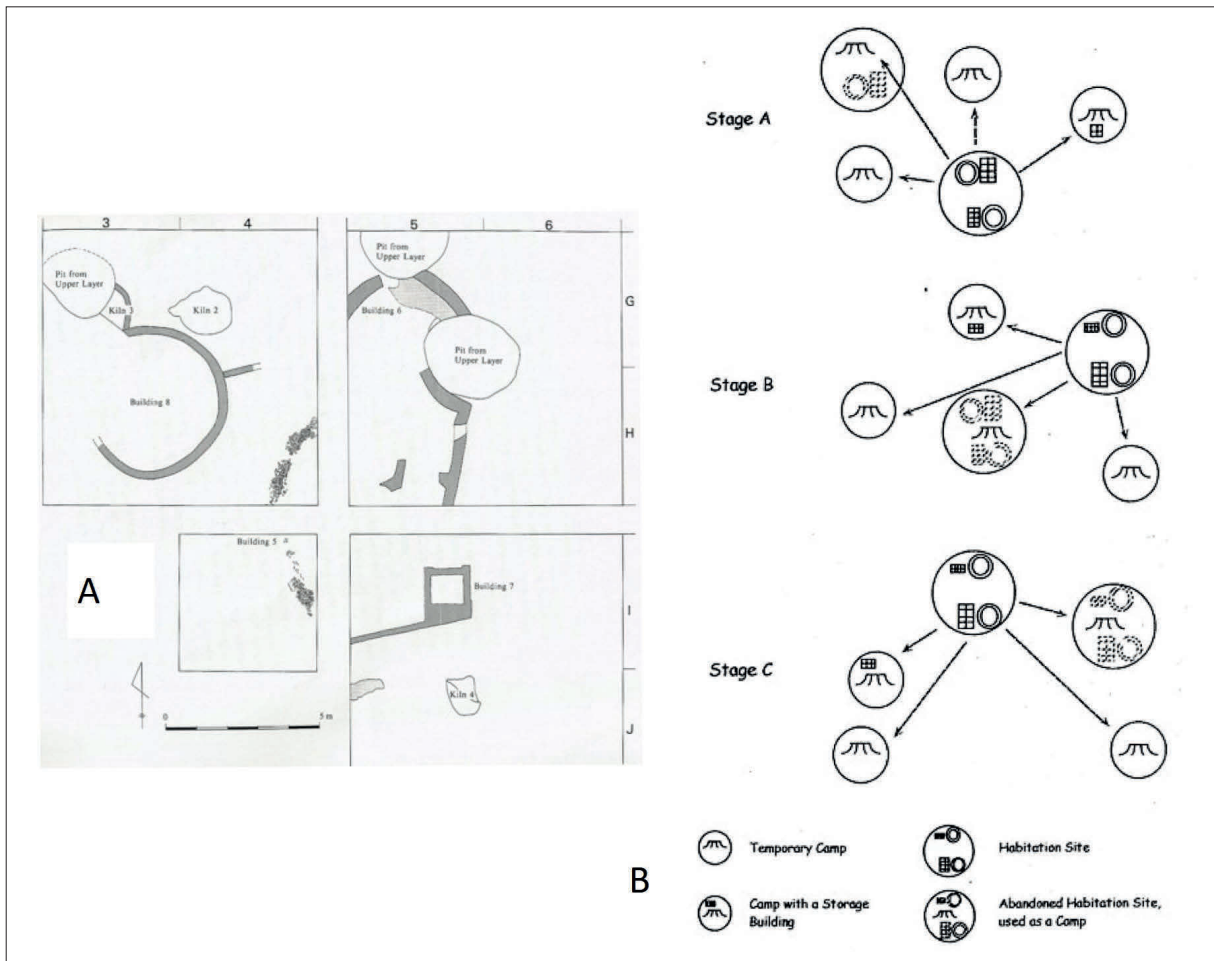 3
4
5
6
Pit from
Upper Layer
Kiln 3
Kiln 2
Building 8
Pit from
Upper Layer
Building 6
Pit from
Upper Layer
G
H
Building 5
A
0
5 m
Building 7
Kiln 4
I
J
Stage A
Stage B
Stage C
B
Temporary Camp
Habitation Site
Camp with a Storage
Building
Abandoned Habitation Site,
used as a Camp